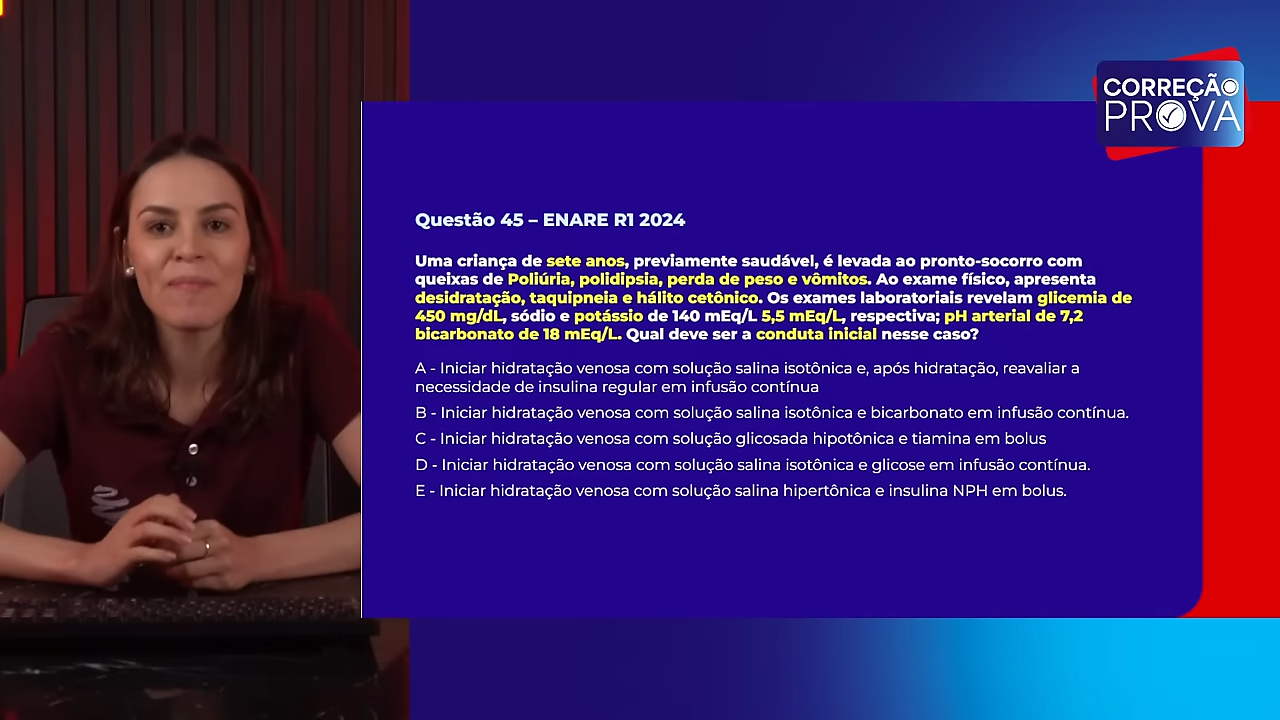 CORREÇÃO
PROVA
Questão 45 – ENARE R1 2024
Uma criança de sete anos, previamente saudável, é levada ao pronto-socorro com
queixas de Poliúria, polidipsia, perda de peso e vômitos. Ao exame físico, apresenta
desidratação, taquipneia e hálito cetônico. Os exames laboratoriais revelam glicemia de
450 mg/dL, sódio e potássio de 140 mEq/L 5,5 mEq/L, respectiva; pH arterial de 7,2
bicarbonato de 18 mEq/L. Qual deve ser a conduta inicial nesse caso?
A - Iniciar hidratação venosa com solução salina isotônica e, após hidratação, reavaliar a
necessidade de insulina regular em infusão contínua
B - Iniciar hidratação venosa com solução salina isotônica e bicarbonato em infusão contínua.
C - Iniciar hidratação venosa com solução glicosada hipotônica e tiamina em bolus
D - Iniciar hidratação venosa com solução salina isotônica e glicose em infusão contínua.
E - Iniciar hidratação venosa com solução salina hipertônica e insulina NPH em bolus.